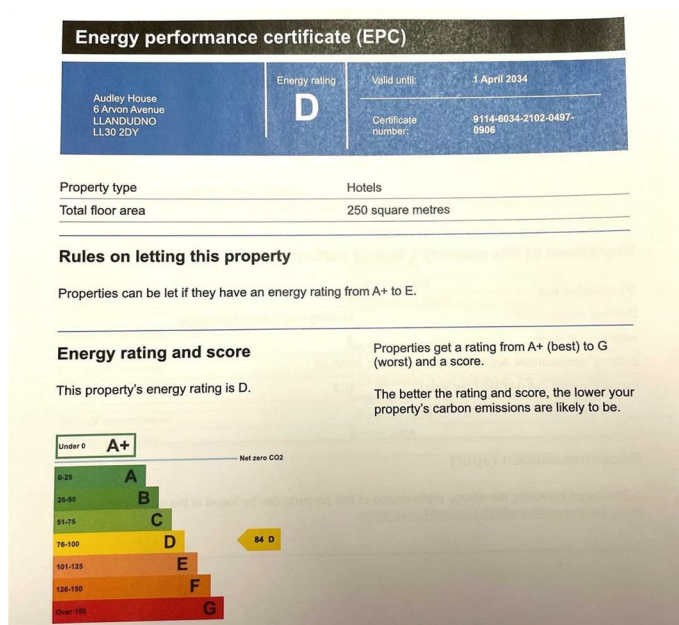 Energy performance certificate (EPC)
Audley House
6 Arvon Avenue
LLANDUDNO
LL30 2DY
Energy rating
D
Valid until:
1 April 2034
Certificate
number:
9114-6034-2102-0497-
0906
Property type
Hotels
Total floor area
250 square metres
Rules on letting this property
Properties can be let if they have an energy rating from A+ to E.
Energy rating and score
This property's energy rating is D.
Properties get a rating from A+ (best) to G
(worst) and a score.
The better the rating and score, the lower your
property's carbon emissions are likely to be.
Under 0 A+
Net zero CO2
0-25 A
26-50 B
51-75 C
76-100 D
84 D
101-125 E
126-150 F
Over 150 G